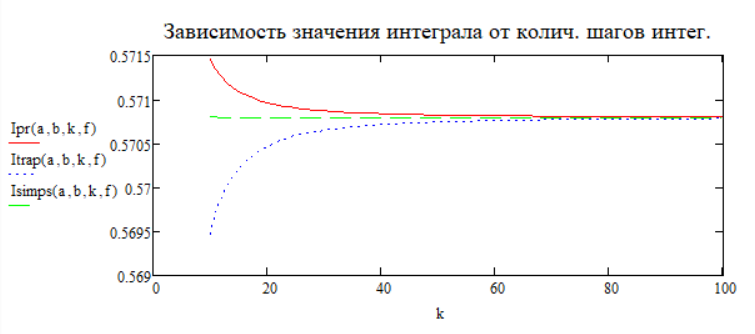 Зависимость значения интеграла от колич. шагов интег.
0.5715
0.571
0.5705
0.57
0.5695
0.569
Ipr(a,b,k,f)
Itrap(a,b,k,f)
Isimps(a,b,k,f)
0 20 40 60 80 100
k